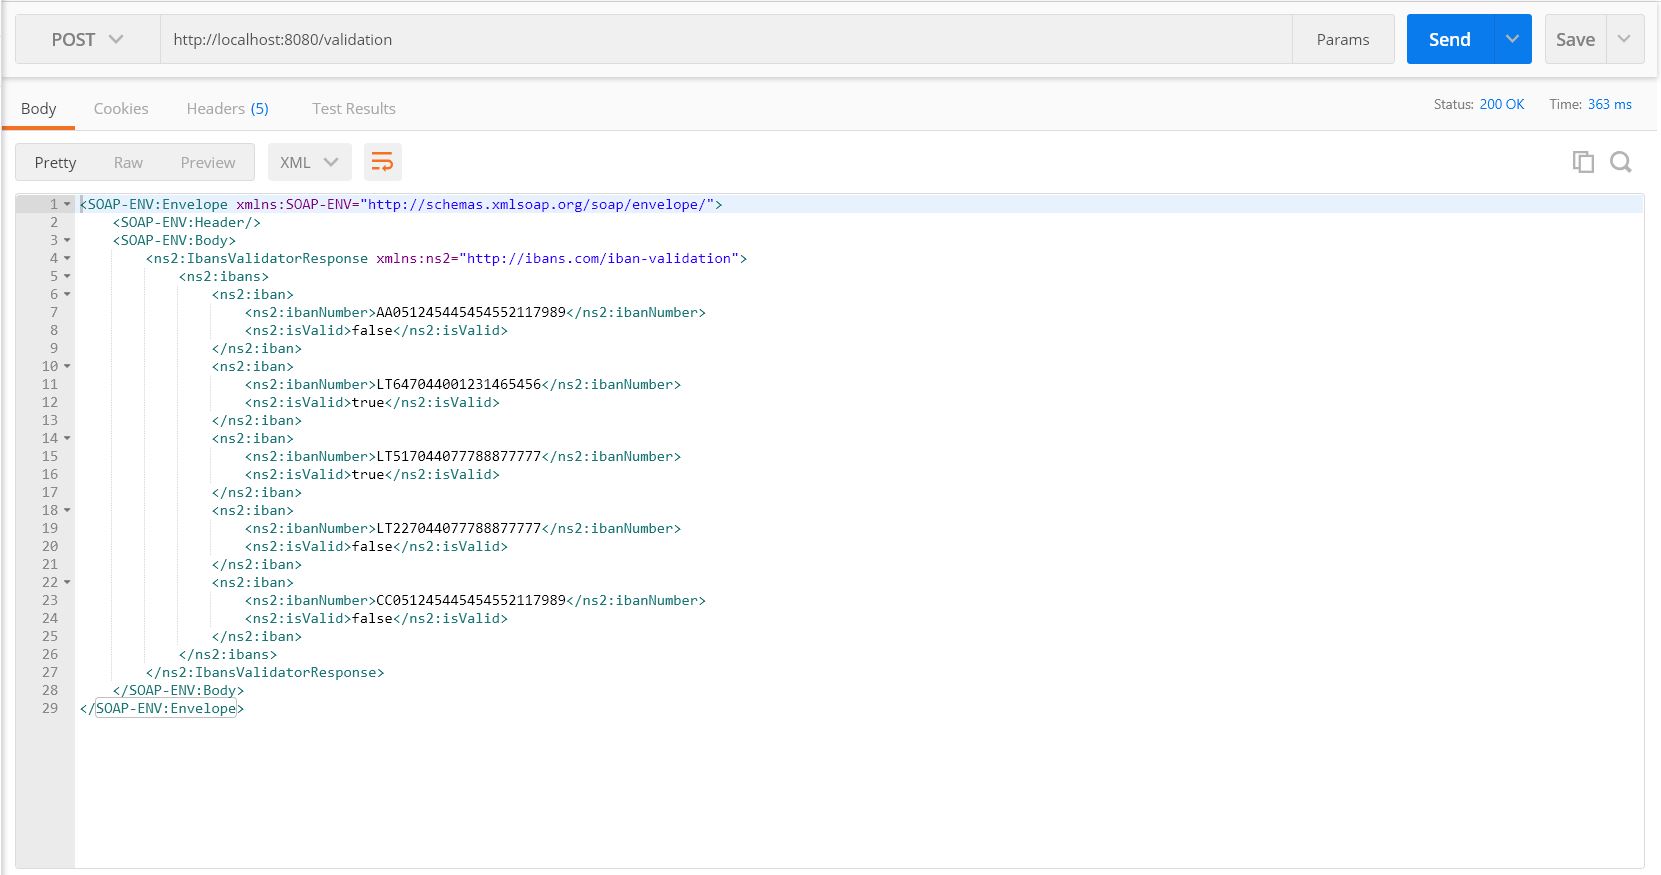 POST http://localhost:8080/validation Params Send Save
Body Cookies Headers (5) Test Results Status: 200 OK Time: 363 ms
Pretty Raw Preview XML
1 <SOAP-ENV:Envelope xmlns:SOAP-ENV="http://schemas.xmlsoap.org/soap/envelope/">
2 <SOAP-ENV:Header/>
3 <SOAP-ENV:Body>
4 <ns2:IbansValidatorResponse xmlns:ns2="http://ibans.com/iban-validation">
5 <ns2:ibans>
6 <ns2:iban>
7 <ns2:ibanNumber>AA051245445454552117989</ns2:ibanNumber>
8 <ns2:isValid>false</ns2:isValid>
9 </ns2:iban>
10 <ns2:iban>
11 <ns2:ibanNumber>LT647044001231465456</ns2:ibanNumber>
12 <ns2:isValid>true</ns2:isValid>
13 </ns2:iban>
14 <ns2:iban>
15 <ns2:ibanNumber>LT517044077788877777</ns2:ibanNumber>
16 <ns2:isValid>true</ns2:isValid>
17 </ns2:iban>
18 <ns2:iban>
19 <ns2:ibanNumber>LT227044077788877777</ns2:ibanNumber>
20 <ns2:isValid>false</ns2:isValid>
21 </ns2:iban>
22 <ns2:iban>
23 <ns2:ibanNumber>CC051245445454552117989</ns2:ibanNumber>
24 <ns2:isValid>false</ns2:isValid>
25 </ns2:iban>
26 </ns2:ibans>
27 </ns2:IbansValidatorResponse>
28 </SOAP-ENV:Body>
29 </SOAP-ENV:Envelope>